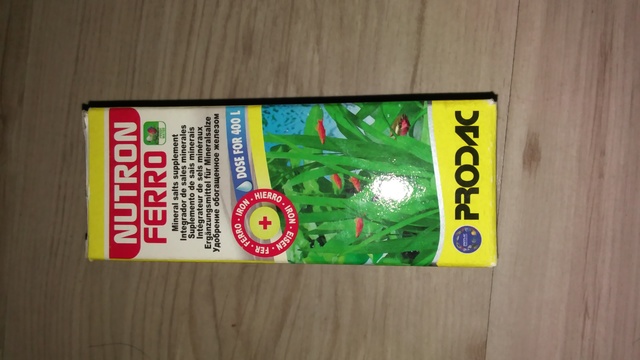 NUTRON
FERRO
Mineral salts supplement
Integrador de sales minerales
Suplemento de sais minerais
Intégrateur de sels minéraux
Ergänzungsmittel für Mineralsalze
Удобрение обогащенное железом
DOSE FOR 400 L
FERRO · IRON · HIERRO · IRON · EISEN · FER ·
+
PRODAC